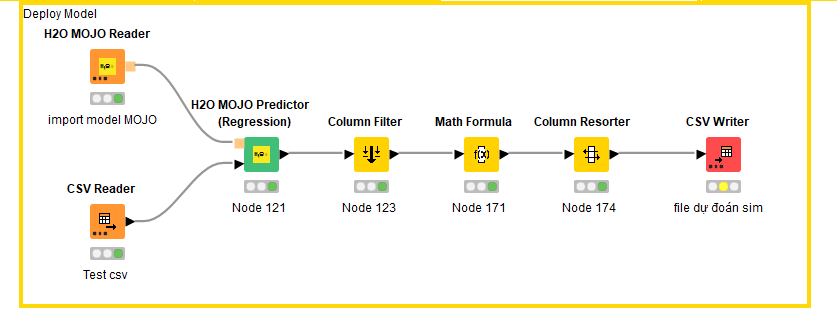 Deploy Model
H2O MOJO Reader
import model MOJO
H2O MOJO Predictor
(Regression)
Node 121
Column Filter
Node 123
Math Formula
f(x)
Node 171
Column Resorter
Node 174
CSV Writer
file dự đoán sim
CSV Reader
Test csv